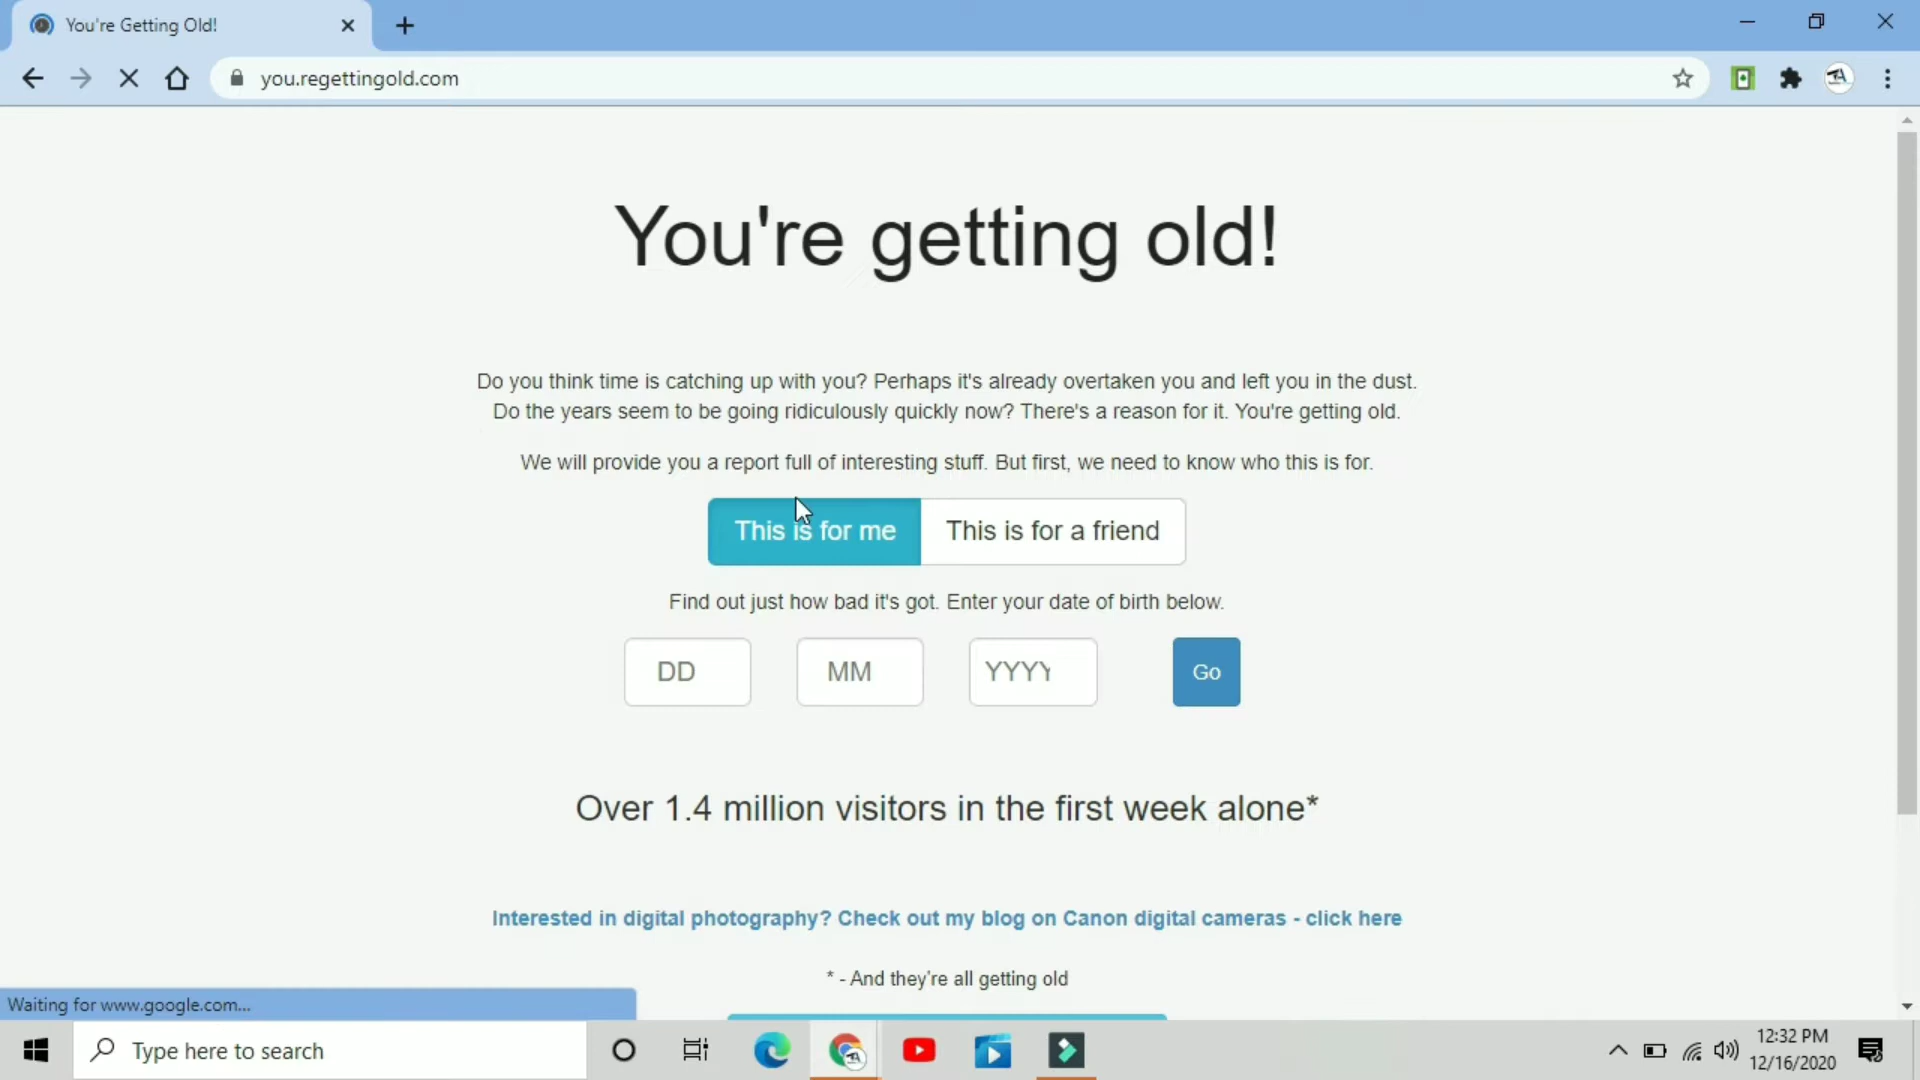 You're Getting Old!
you.regettingold.com
You're getting old!
Do you think time is catching up with you? Perhaps it's already overtaken you and left you in the dust.
Do the years seem to be going ridiculously quickly now? There's a reason for it. You're getting old.
We will provide you a report full of interesting stuff. But first, we need to know who this is for.
This is for me
This is for a friend
Find out just how bad it's got. Enter your date of birth below.
DD
MM
YYYY
Go
Over 1.4 million visitors in the first week alone*
Interested in digital photography? Check out my blog on Canon digital cameras - click here
* - And they're all getting old
Waiting for www.google.com...
Type here to search
12:32 PM
12/16/2020